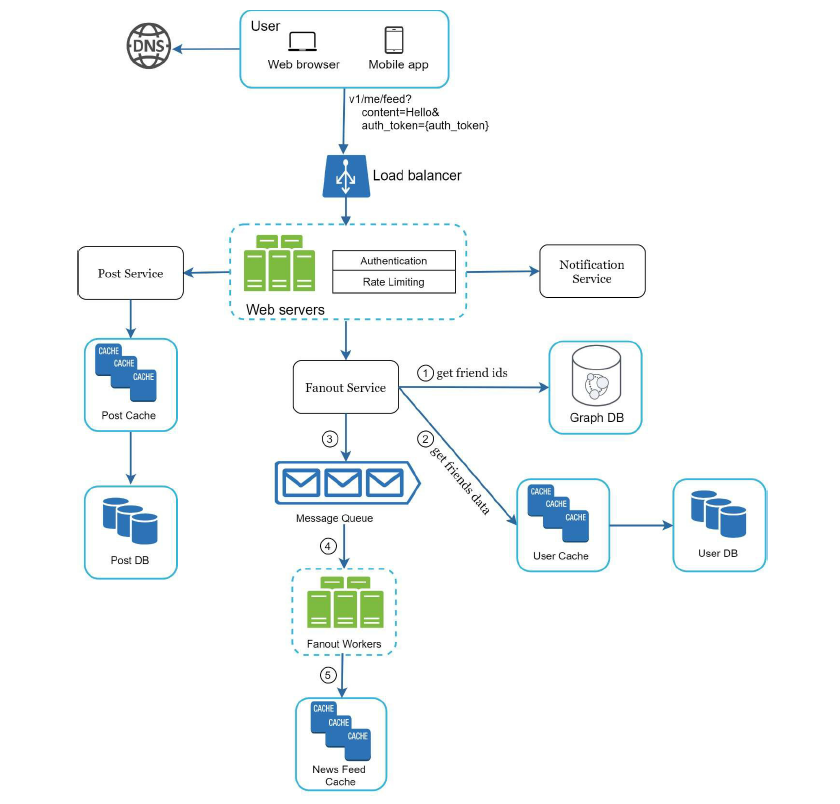 DNS
User
Web browser
Mobile app
v1/me/feed?
content=Hello&
auth_token={auth_token}
Load balancer
Post Service
Authentication
Rate Limiting
Web servers
Notification
Service
CACHE
CACHE
CACHE
Post Cache
Fanout Service
1 get friend ids
Graph DB
2 get friends data
3
Message Queue
CACHE
CACHE
CACHE
User Cache
User DB
Post DB
4
Fanout Workers
5
CACHE
CACHE
CACHE
News Feed
Cache